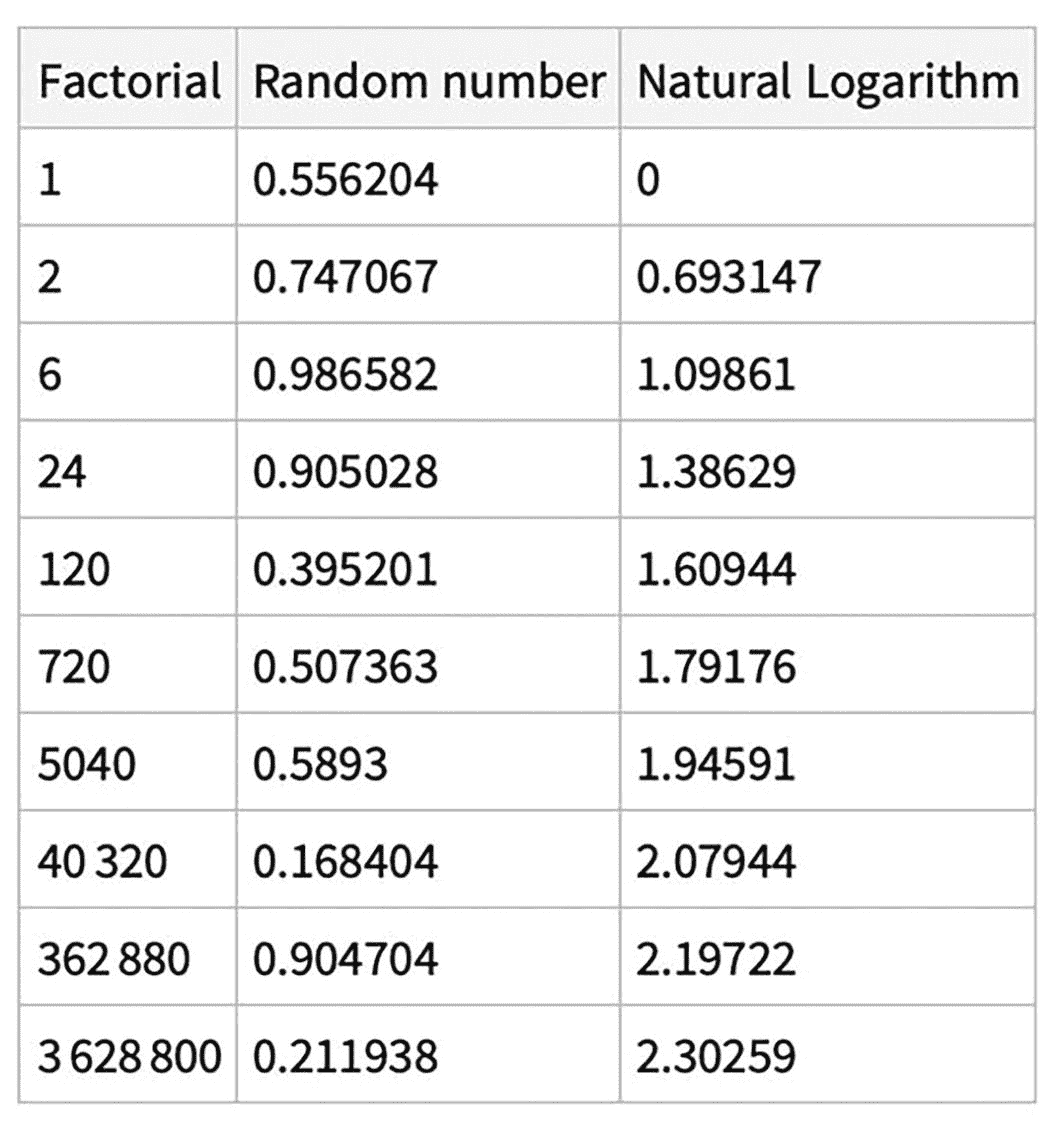 Factorial Random number Natural Logarithm
1 0.556204 0
2 0.747067 0.693147
6 0.986582 1.09861
24 0.905028 1.38629
120 0.395201 1.60944
720 0.507363 1.79176
5040 0.5893 1.94591
40 320 0.168404 2.07944
362 880 0.904704 2.19722
3 628 800 0.211938 2.30259